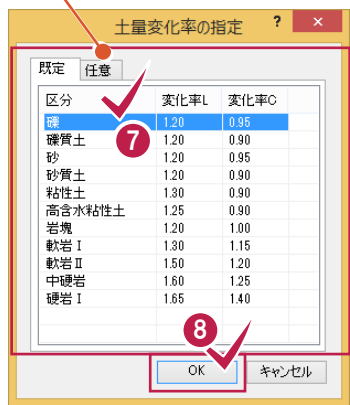 土量変化率の指定 ? ×
既定 任意
区分 変化率L 変化率C
礫 1.20 0.95
礫質土 1.20 0.90
砂 1.20 0.95
砂質土 1.20 0.90
粘性土 1.30 0.90
高含水粘性土 1.25 0.90
岩塊 1.20 1.00
軟岩Ⅰ 1.30 1.15
軟岩Ⅱ 1.50 1.20
中硬岩 1.60 1.25
硬岩Ⅰ 1.65 1.40
7
8
OK キャンセル